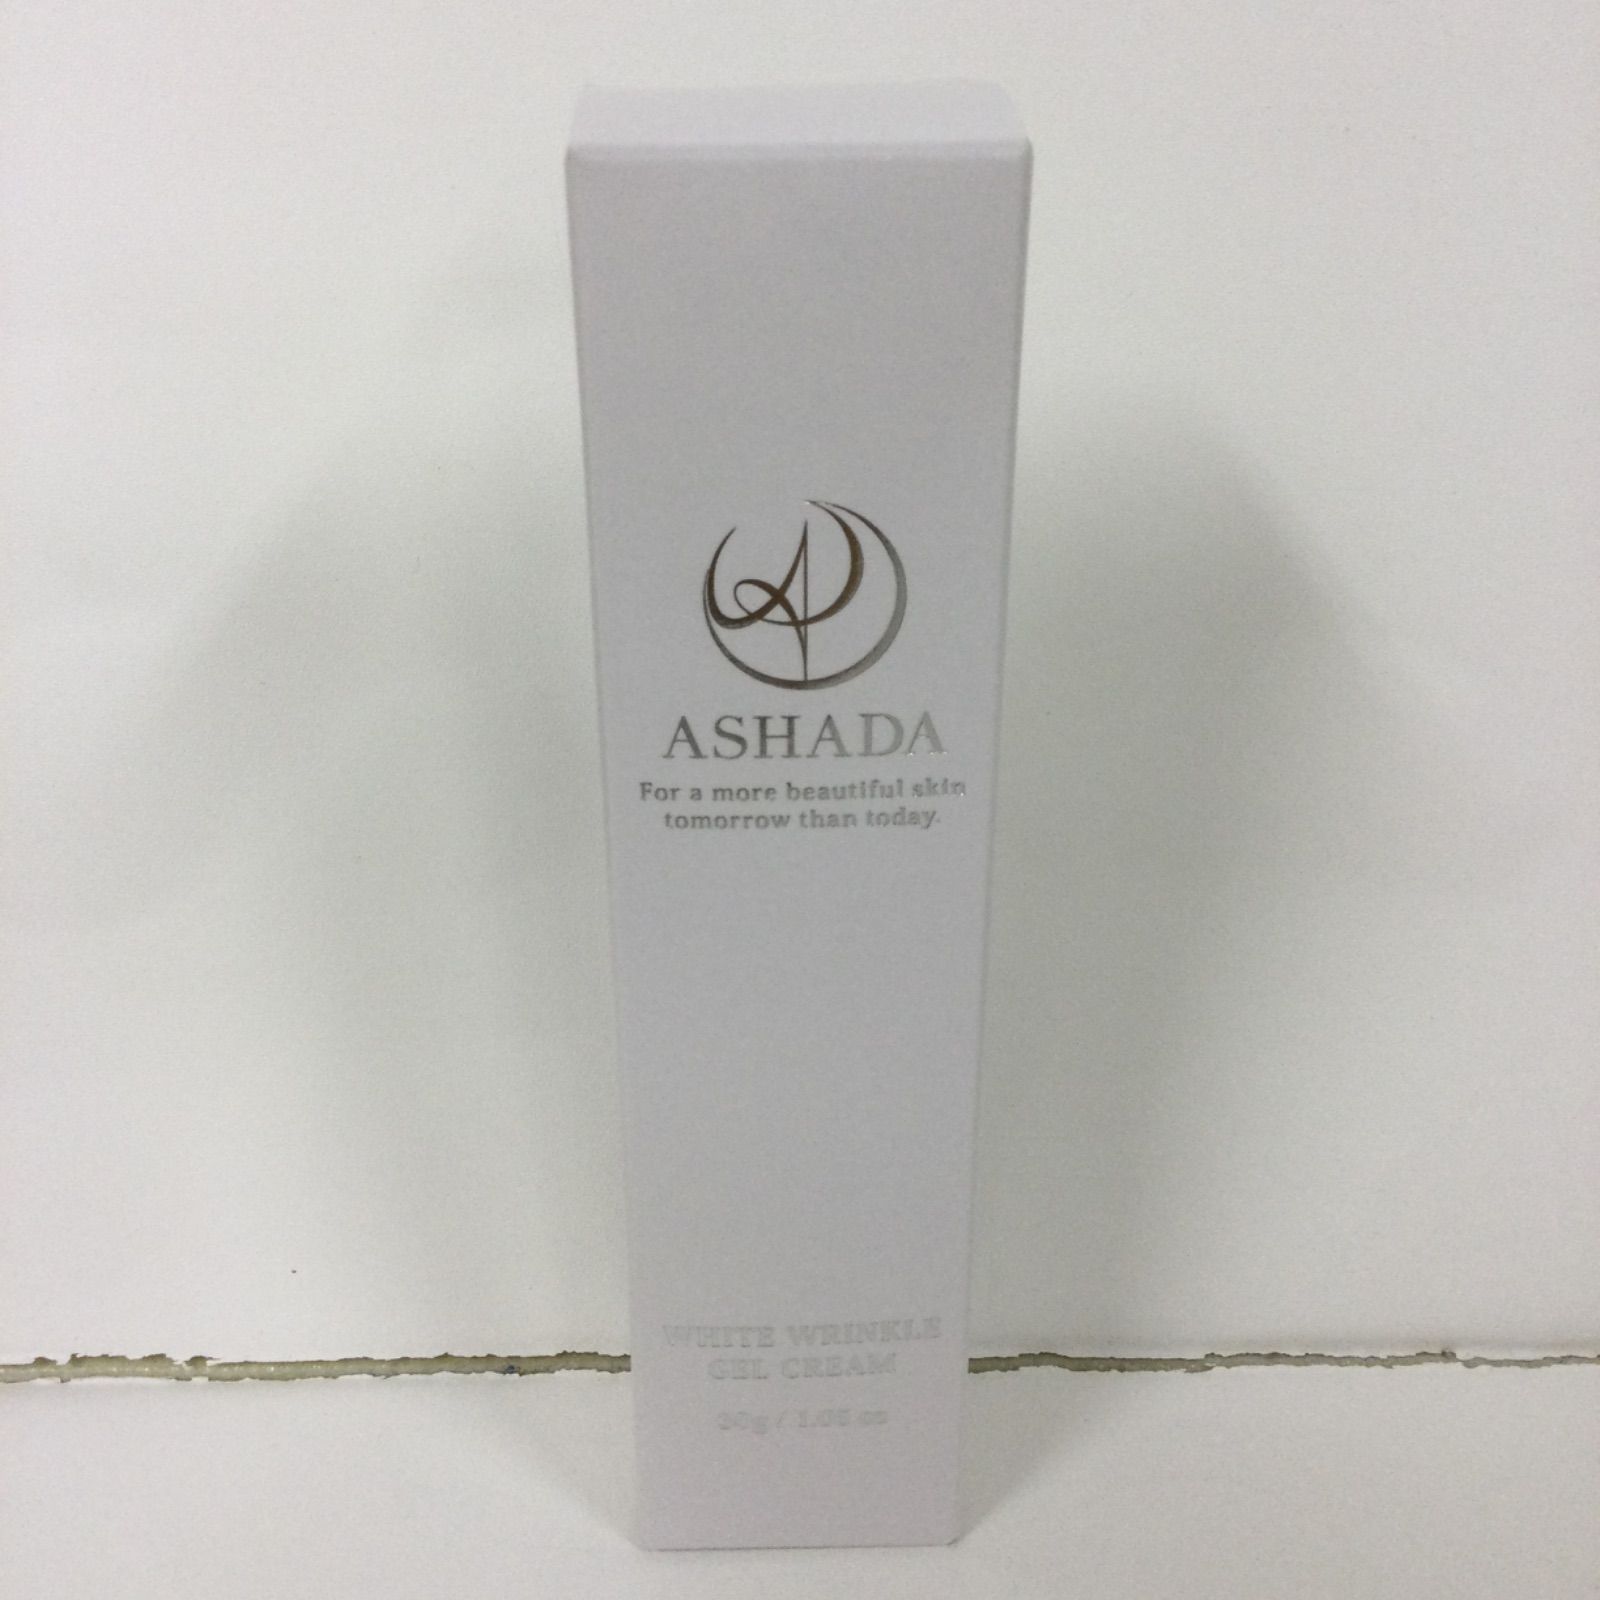 ASHADA
For a more beautiful skin
tomorrow than today.
WHITE WRINKLE
GEL CREAM
30g / 1.05 oz